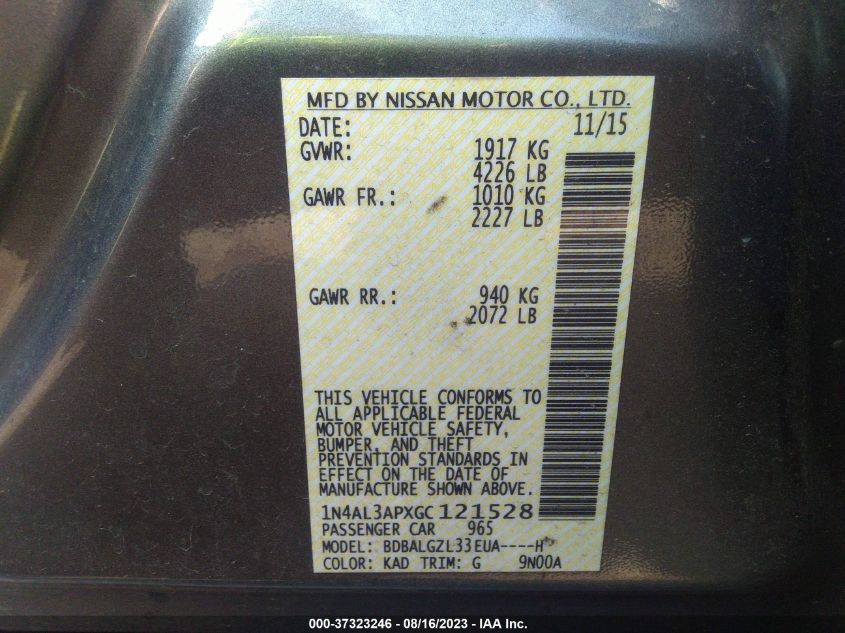 MFD BY NISSAN MOTOR CO., LTD.
DATE: 11/15
GVWR: 1917 KG
4226 LB
GAWR FR.: 1010 KG
2227 LB
GAWR RR.: 940 KG
2072 LB
THIS VEHICLE CONFORMS TO
ALL APPLICABLE FEDERAL
MOTOR VEHICLE SAFETY,
BUMPER, AND THEFT
PREVENTION STANDARDS IN
EFFECT ON THE DATE OF
MANUFACTURE SHOWN ABOVE.
1N4AL3APXGC 121528
PASSENGER CAR 965
MODEL: BDBALGZL33EUA----H
COLOR: KAD TRIM: G 9N00A
000-37323246 - 08/16/2023 - IAA Inc.